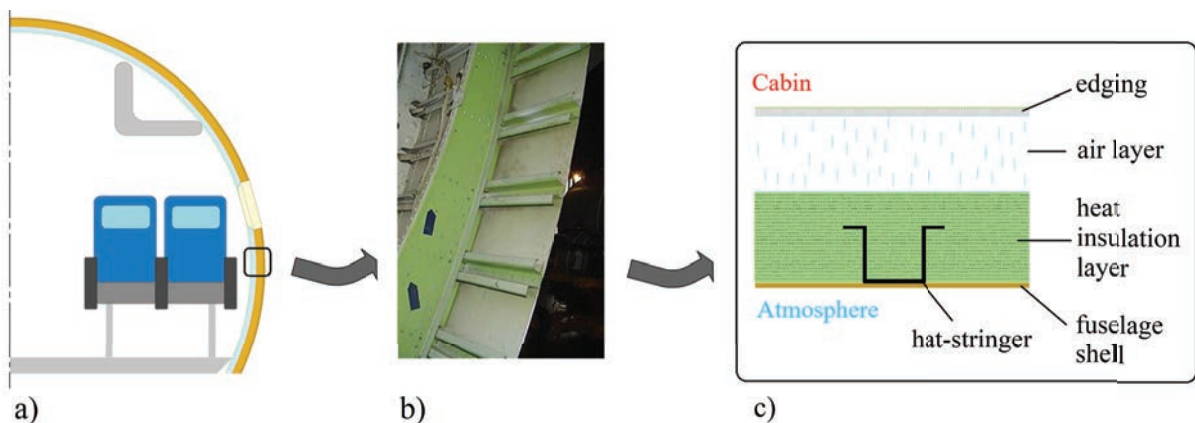 Cabin
edging
air layer
heat
insulation
layer
Atmosphere
hat-stringer
fuselage
shell
a)
b)
c)